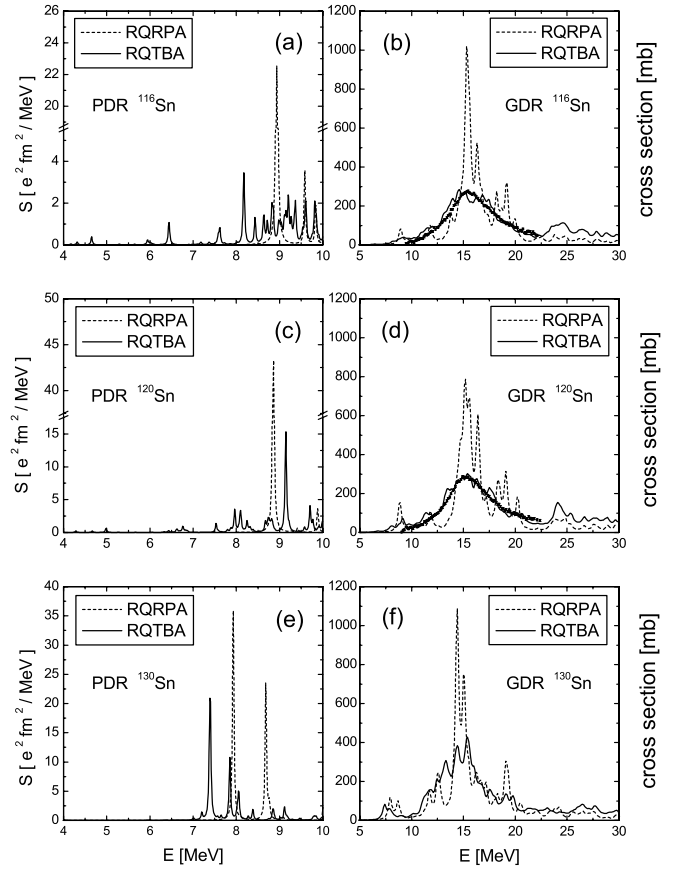 RQRPA
RQTBA
(a)
PDR ¹¹⁶Sn
S [ e² fm² / MeV ]
26
24
22
20
4
2
0
4 5 6 7 8 9 10
RQRPA
RQTBA
(b)
GDR ¹¹⁶Sn
cross section [mb]
1200
1000
800
600
400
200
0
5 10 15 20 25 30
RQRPA
RQTBA
(c)
PDR ¹²⁰Sn
S [ e² fm² / MeV ]
50
45
40
15
10
5
0
4 5 6 7 8 9 10
RQRPA
RQTBA
(d)
GDR ¹²⁰Sn
cross section [mb]
1200
1000
800
600
400
200
0
5 10 15 20 25 30
RQRPA
RQTBA
(e)
PDR ¹³⁰Sn
S [ e² fm² / MeV ]
40
35
30
25
20
15
10
5
0
4 5 6 7 8 9 10
E [MeV]
RQRPA
RQTBA
(f)
GDR ¹³⁰Sn
cross section [mb]
1200
1000
800
600
400
200
0
5 10 15 20 25 30
E [MeV]